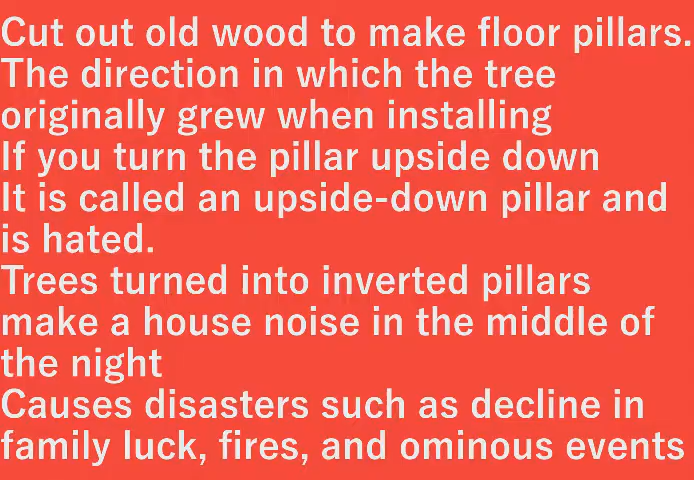 Cut out old wood to make floor pillars.
The direction in which the tree
originally grew when installing
If you turn the pillar upside down
It is called an upside-down pillar and
is hated.
Trees turned into inverted pillars
make a house noise in the middle of
the night
Causes disasters such as decline in
family luck, fires, and ominous events